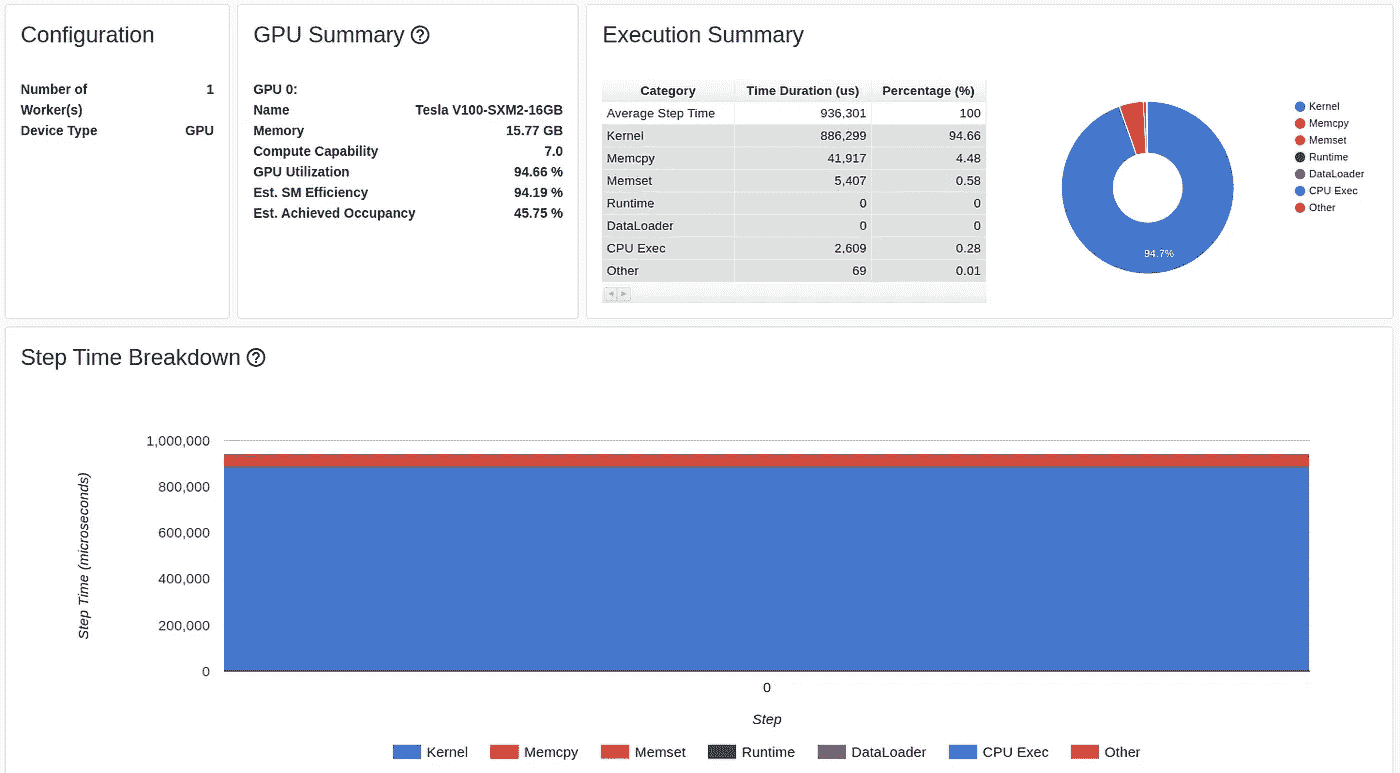 Configuration
Number of Worker(s) 1
Device Type GPU
GPU Summary ?
GPU 0:
Name Tesla V100-SXM2-16GB
Memory 15.77 GB
Compute Capability 7.0
GPU Utilization 94.66 %
Est. SM Efficiency 94.19 %
Est. Achieved Occupancy 45.75 %
Execution Summary
Category Time Duration (us) Percentage (%)
Average Step Time 936,301 100
Kernel 886,299 94.66
Memcpy 41,917 4.48
Memset 5,407 0.58
Runtime 0 0
DataLoader 0 0
CPU Exec 2,609 0.28
Other 69 0.01
94.7%
Kernel
Memcpy
Memset
Runtime
DataLoader
CPU Exec
Other
Step Time Breakdown ?
Step Time (microseconds)
1,000,000
800,000
600,000
400,000
200,000
0
0
Step
Kernel Memcpy Memset Runtime DataLoader CPU Exec Other